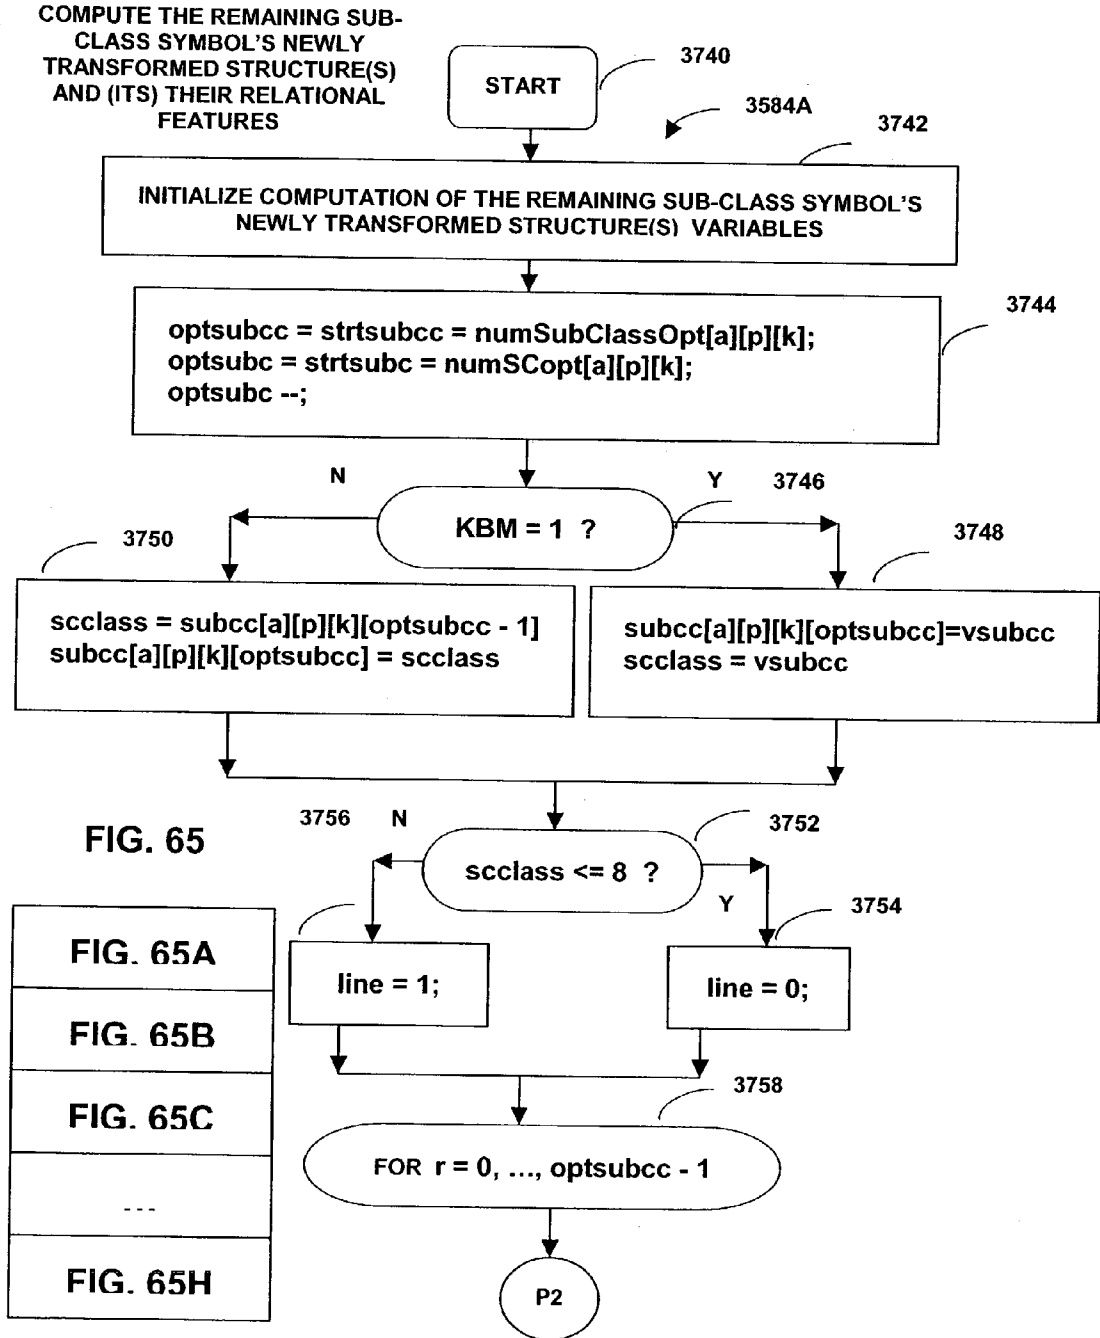 COMPUTE THE REMAINING SUB-
CLASS SYMBOL'S NEWLY
TRANSFORMED STRUCTURE(S)
AND (ITS) THEIR RELATIONAL
FEATURES
START
3740
3584A
3742
INITIALIZE COMPUTATION OF THE REMAINING SUB-CLASS SYMBOL'S
NEWLY TRANSFORMED STRUCTURE(S) VARIABLES
3744
optsubcc = strtsubcc = numSubClassOpt[a][p][k];
optsubc = strtsubc = numSCopt[a][p][k];
optsubc --;
N
Y
3746
KBM = 1 ?
3750
3748
scclass = subcc[a][p][k][optsubcc - 1]
subcc[a][p][k][optsubcc] = scclass
subcc[a][p][k][optsubcc]=vsubcc
scclass = vsubcc
3756
N
3752
scclass <= 8 ?
Y
3754
line = 1;
line = 0;
3758
FOR r = 0, ..., optsubcc - 1
P2
FIG. 65
FIG. 65A
FIG. 65B
FIG. 65C
---
FIG. 65H